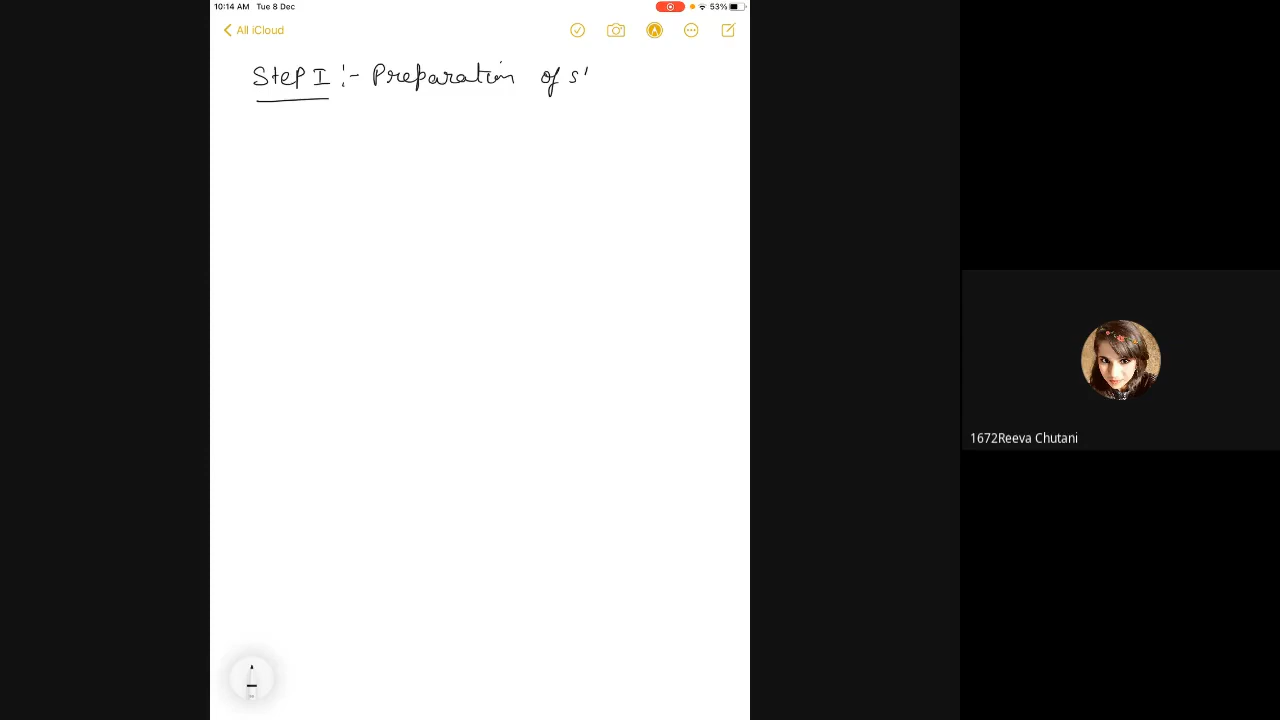 10:14 AM Tue 8 Dec 53%
All iCloud
Step I :- Preparation of s'
1672Reeva Chutani